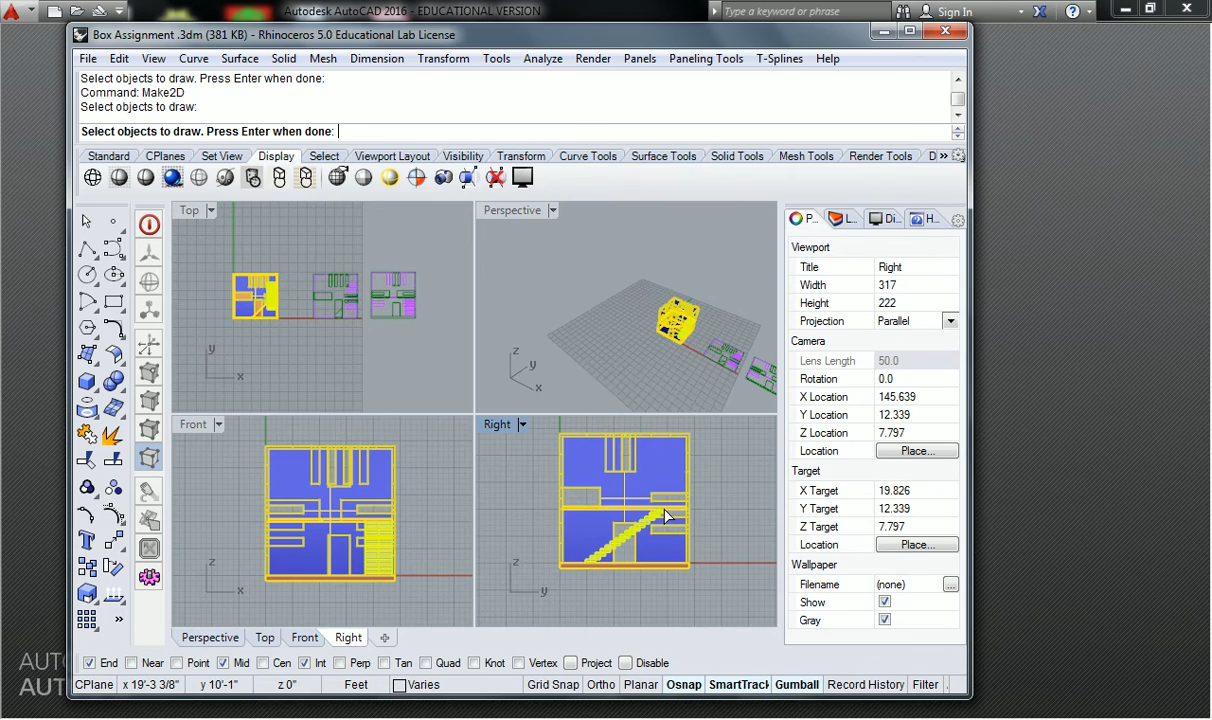 Autodesk AutoCAD 2016 - EDUCATIONAL VERSION
Type a keyword or phrase
Sign In
Box Assignment .3dm (381 KB) - Rhinoceros 5.0 Educational Lab License
File Edit View Curve Surface Solid Mesh Dimension Transform Tools Analyze Render Panels Paneling Tools T-Splines Help
Select objects to draw. Press Enter when done:
Command: Make2D
Select objects to draw:
Select objects to draw. Press Enter when done:
Standard CPlanes Set View Display Select Viewport Layout Visibility Transform Curve Tools Surface Tools Solid Tools Mesh Tools Render Tools D »
Top
y
x
Perspective
z
y
x
Front
z
x
Right
z
y
P... L... Di... H...
Viewport
Title Right
Width 317
Height 222
Projection Parallel
Camera
Lens Length 50.0
Rotation 0.0
X Location 145.639
Y Location 12.339
Z Location 7.797
Location Place...
Target
X Target 19.826
Y Target 12.339
Z Target 7.797
Location Place...
Wallpaper
Filename (none) ...
Show
Gray
Perspective Top Front Right
End Near Point Mid Cen Int Perp Tan Quad Knot Vertex Project Disable
CPlane x 19'-3 3/8" y 10'-1" z 0" Feet Varies Grid Snap Ortho Planar Osnap SmartTrack Gumball Record History Filter
AUTO
AUT